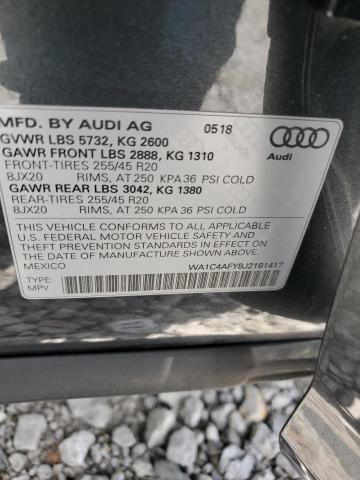 MFD. BY AUDI AG 0518
GVWR LBS 5732, KG 2600
GAWR FRONT LBS 2888, KG 1310
FRONT-TIRES 255/45 R20
8JX20 RIMS, AT 250 KPA 36 PSI COLD
GAWR REAR LBS 3042, KG 1380
REAR-TIRES 255/45 R20
8JX20 RIMS, AT 250 KPA 36 PSI COLD
Audi
THIS VEHICLE CONFORMS TO ALL APPLICABLE
U.S. FEDERAL MOTOR VEHICLE SAFETY, BUMPER, AND
THEFT PREVENTION STANDARDS IN EFFECT ON
THE DATE OF MANUFACTURE SHOWN ABOVE.
MEXICO
WA1C4AFY8J2181417
TYPE:
MPV